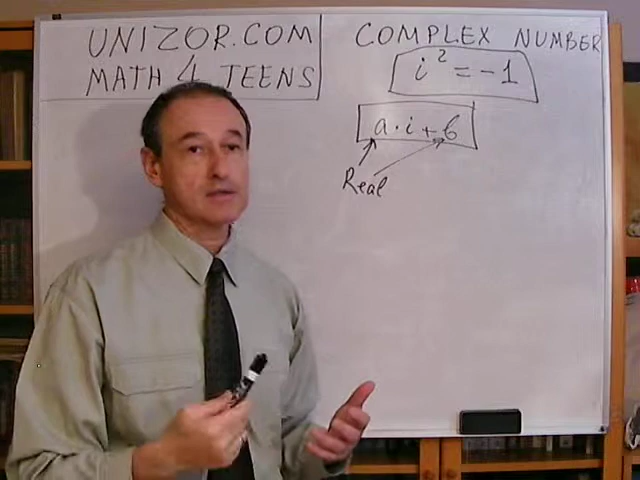 UNIZOR.COM
MATH 4 TEENS
COMPLEX NUMBER
i² = -1
a·i+b
Real